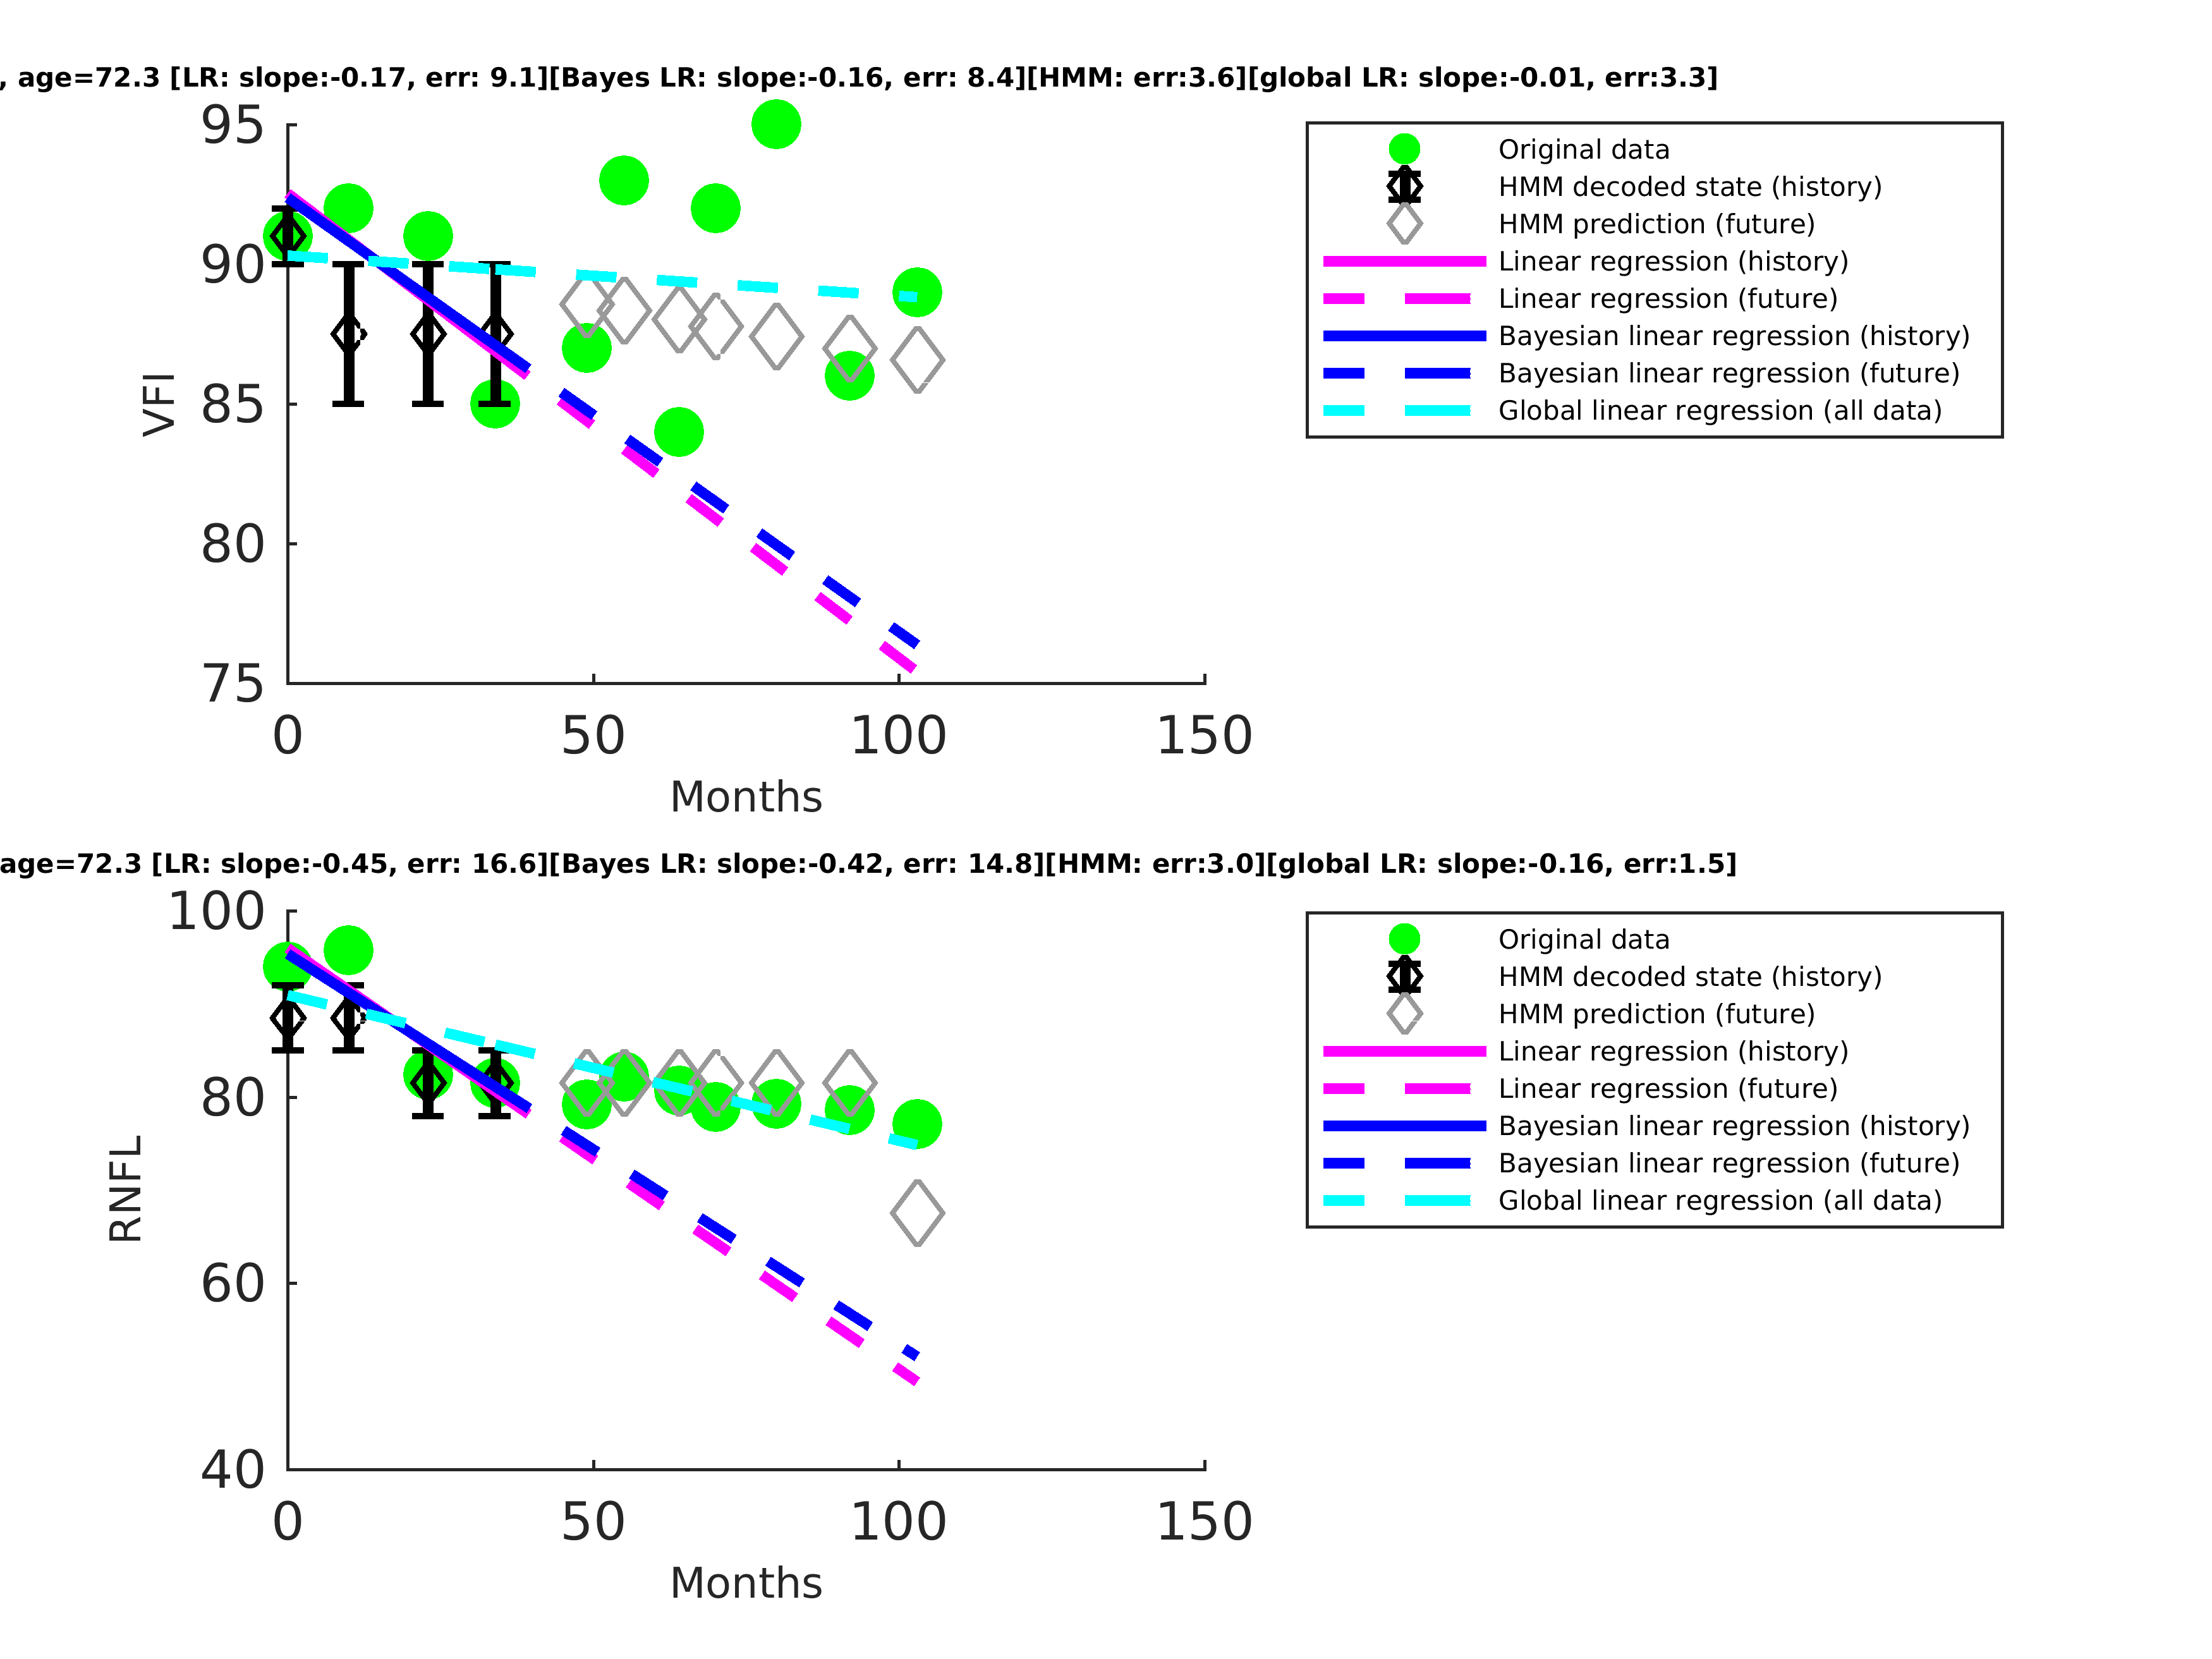 , age=72.3 [LR: slope:-0.17, err: 9.1][Bayes LR: slope:-0.16, err: 8.4][HMM: err:3.6][global LR: slope:-0.01, err:3.3]
95
90
85
80
75
VFI
0 50 100 150
Months
Original data
HMM decoded state (history)
HMM prediction (future)
Linear regression (history)
Linear regression (future)
Bayesian linear regression (history)
Bayesian linear regression (future)
Global linear regression (all data)
age=72.3 [LR: slope:-0.45, err: 16.6][Bayes LR: slope:-0.42, err: 14.8][HMM: err:3.0][global LR: slope:-0.16, err:1.5]
100
80
60
40
RNFL
0 50 100 150
Months
Original data
HMM decoded state (history)
HMM prediction (future)
Linear regression (history)
Linear regression (future)
Bayesian linear regression (history)
Bayesian linear regression (future)
Global linear regression (all data)